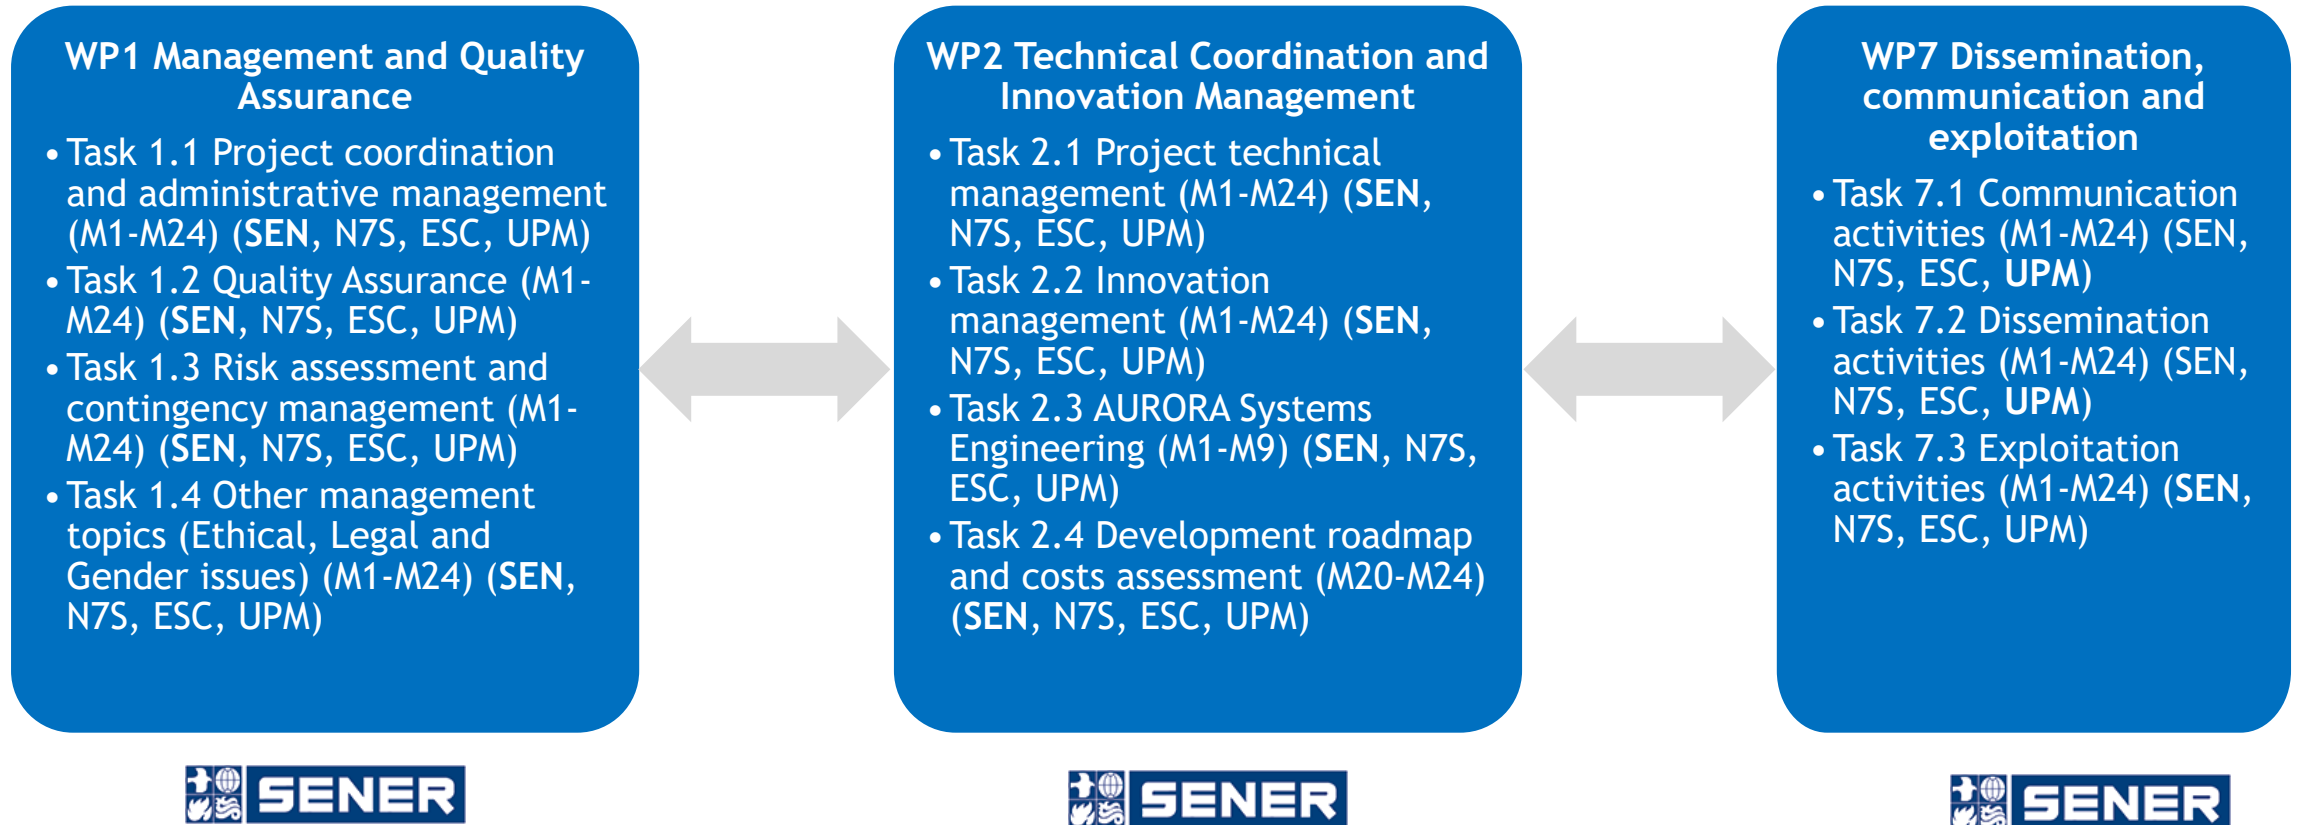 WP1 Management and Quality
Assurance
• Task 1.1 Project coordination
and administrative management
(M1-M24) (SEN, N7S, ESC, UPM)
• Task 1.2 Quality Assurance (M1-
M24) (SEN, N7S, ESC, UPM)
• Task 1.3 Risk assessment and
contingency management (M1-
M24) (SEN, N7S, ESC, UPM)
• Task 1.4 Other management
topics (Ethical, Legal and
Gender issues) (M1-M24) (SEN,
N7S, ESC, UPM)
SENER
WP2 Technical Coordination and
Innovation Management
• Task 2.1 Project technical
management (M1-M24) (SEN,
N7S, ESC, UPM)
• Task 2.2 Innovation
management (M1-M24) (SEN,
N7S, ESC, UPM)
• Task 2.3 AURORA Systems
Engineering (M1-M9) (SEN, N7S,
ESC, UPM)
• Task 2.4 Development roadmap
and costs assessment (M20-M24)
(SEN, N7S, ESC, UPM)
SENER
WP7 Dissemination,
communication and
exploitation
• Task 7.1 Communication
activities (M1-M24) (SEN,
N7S, ESC, UPM)
• Task 7.2 Dissemination
activities (M1-M24) (SEN,
N7S, ESC, UPM)
• Task 7.3 Exploitation
activities (M1-M24) (SEN,
N7S, ESC, UPM)
SENER